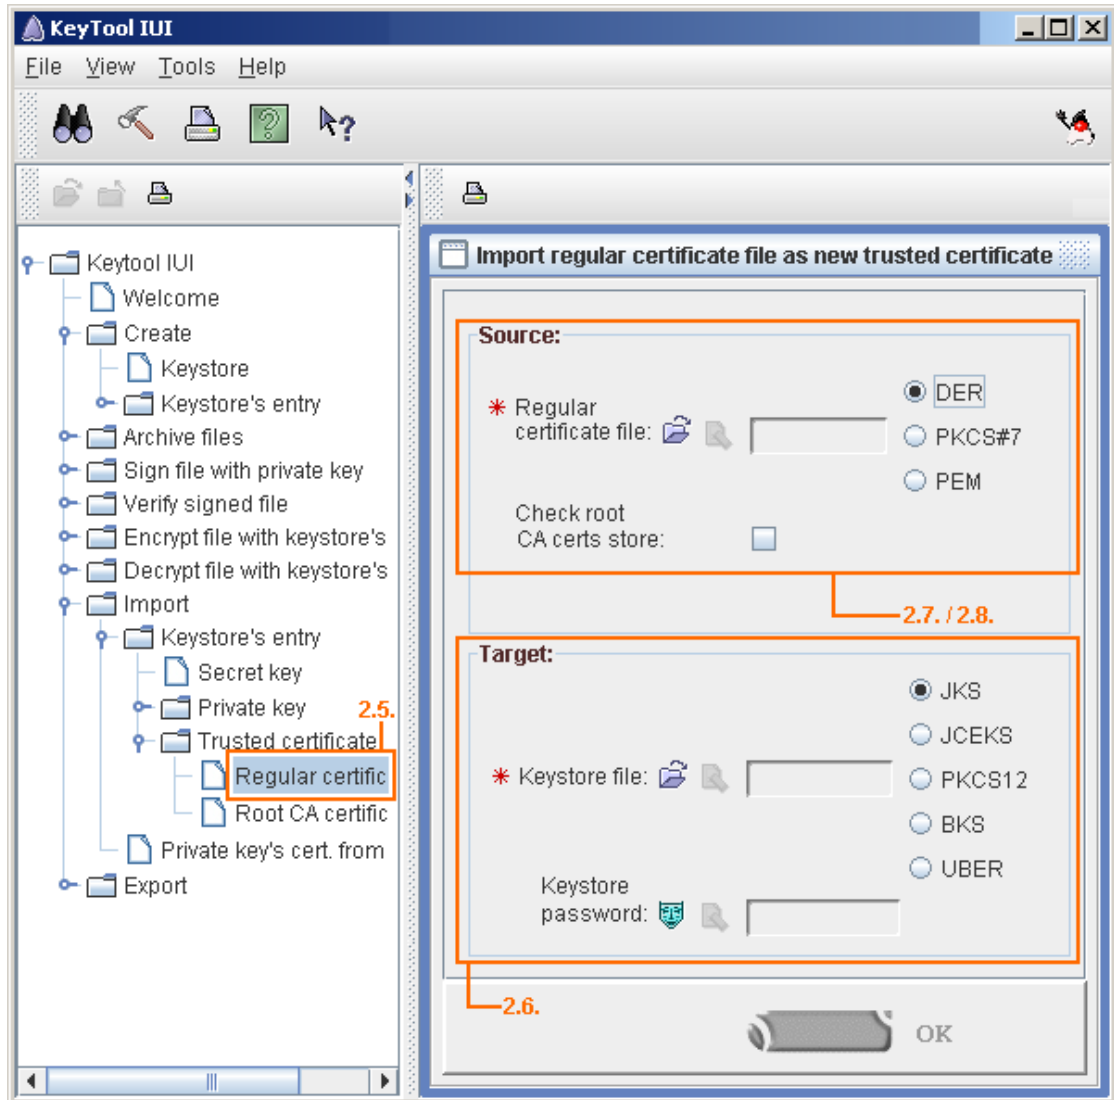 KeyTool IUI
File View Tools Help
Keytool IUI
Welcome
Create
Keystore
Keystore's entry
Archive files
Sign file with private key
Verify signed file
Encrypt file with keystore's
Decrypt file with keystore's
Import
Keystore's entry
Secret key
Private key
2.5.
Trusted certificate
Regular certific
Root CA certific
Private key's cert. from
Export
Import regular certificate file as new trusted certificate
Source:
* Regular
certificate file:
DER
PKCS#7
PEM
Check root
CA certs store:
2.7. / 2.8.
Target:
JKS
JCEKS
* Keystore file:
PKCS12
BKS
UBER
Keystore
password:
2.6.
OK